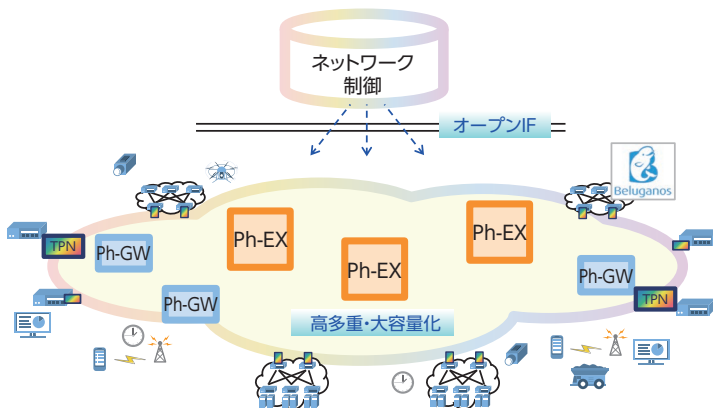 ネットワーク
制御
オープンIF
Beluganos
Ph-EX
Ph-EX
Ph-EX
TPN
Ph-GW
Ph-GW
Ph-GW
TPN
高多重・大容量化